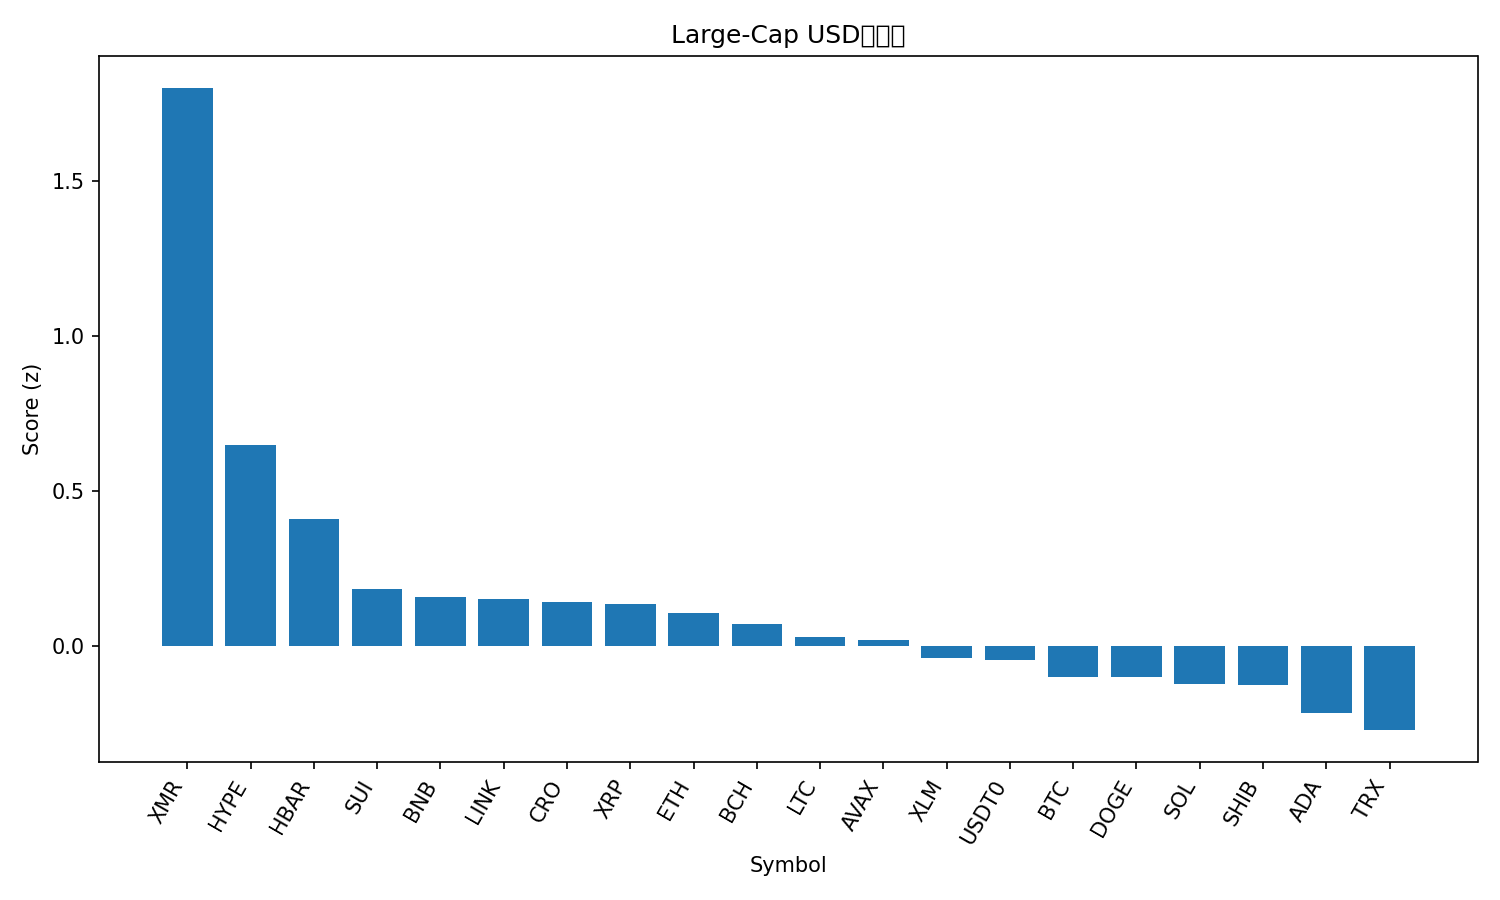 Large-Cap USD
Score (z)
1.5
1.0
0.5
0.0
XMR
HYPE
HBAR
SUI
BNB
LINK
CRO
XRP
ETH
BCH
LTC
AVAX
XLM
USDT0
BTC
DOGE
SOL
SHIB
ADA
TRX
Symbol